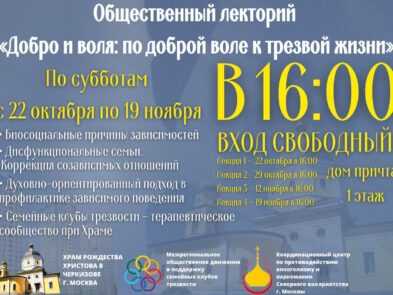 Общественный лекторий
«Добро и воля: по доброй воле к трезвой жизни»
По субботам
с 22 октября по 19 ноября
• Биосоциальные причины зависимостей
• Дисфункциональные семьи.
Коррекция созависимых отношений
• Духовно-ориентированный подход в
профилактике зависимого поведения
• Семейные клубы трезвости – терапевтическое
сообщество при Храме
В 16:00
ВХОД СВОБОДНЫЙ
Лекция 1 - 22 октября в 16:00
Лекция 2 - 29 октября в 16:00
Лекция 3 - 12 ноября в 16:00
Лекция 4 - 19 ноября в 16:00
дом причта
1 этаж
ХРАМ РОЖДЕСТВА
ХРИСТОВА В
ЧЕРКИЗОВЕ
Г. МОСКВА
Межрегиональное
общественное движение
в поддержку
семейных клубов
трезвости
Координационный центр
по противодействию
алкоголизму и
наркомании
Северного викариатства
г. Москвы